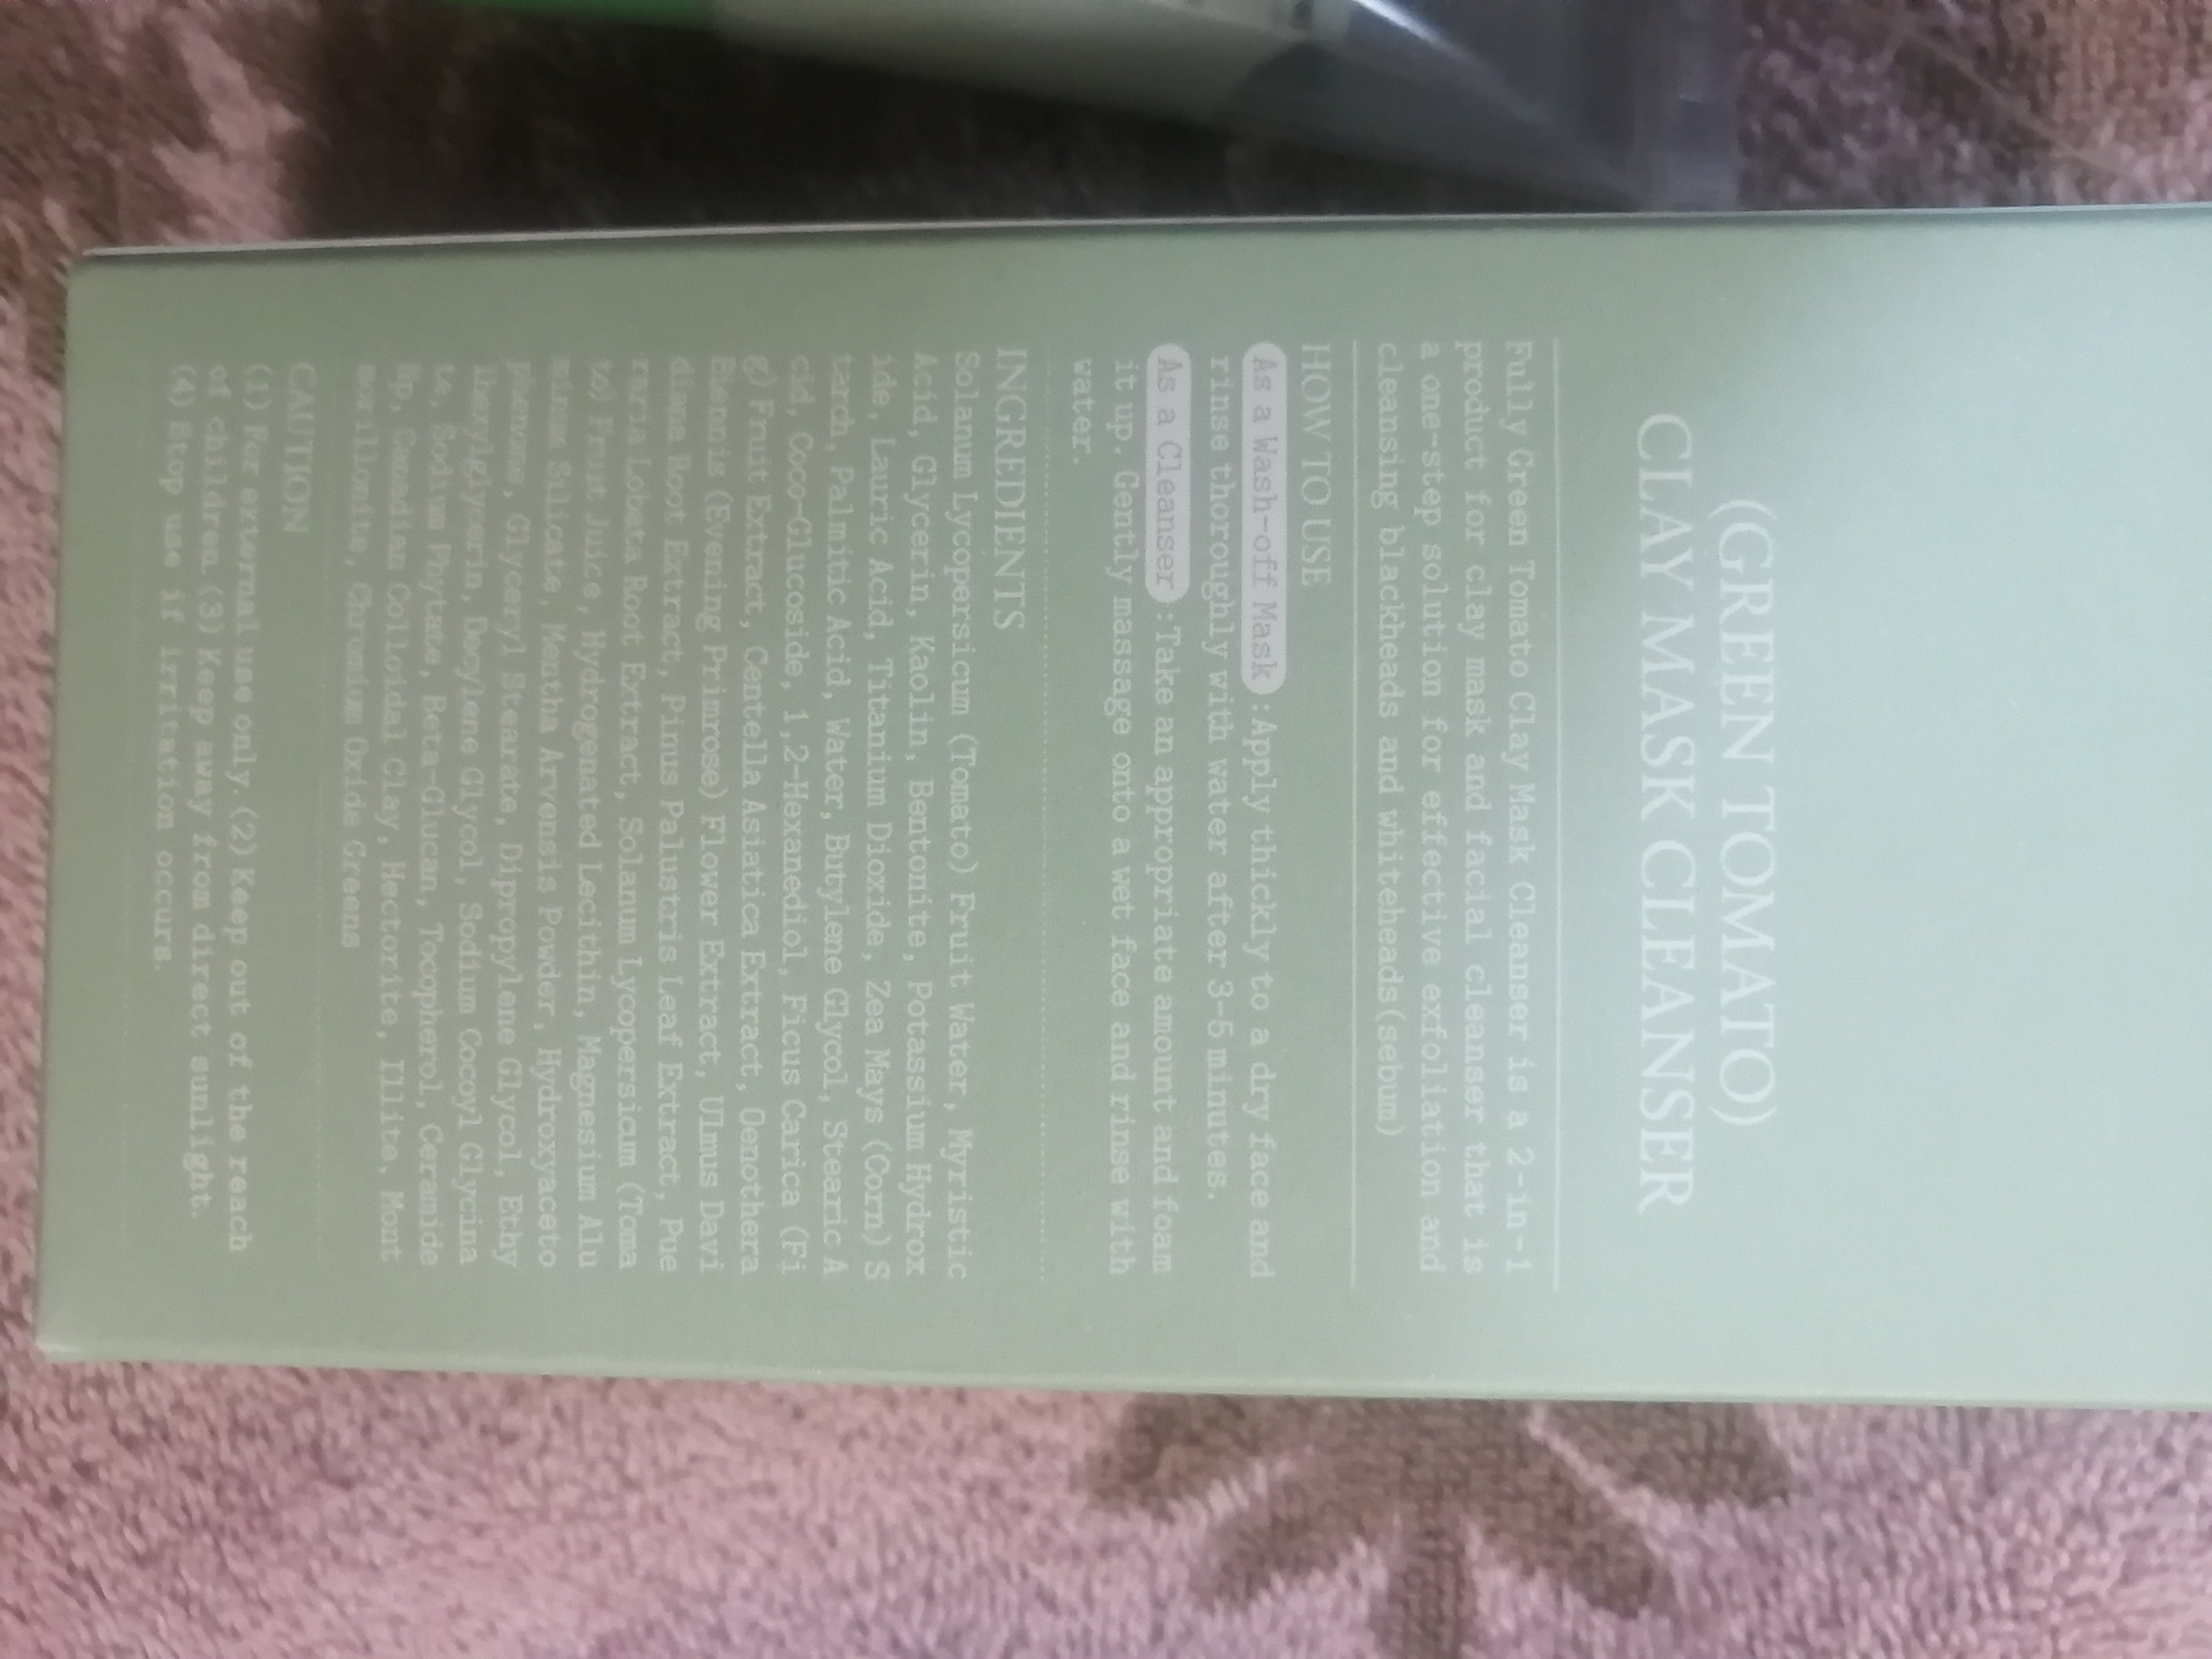 (GREEN TOMATO)
CLAY MASK CLEANSER
Fully Green Tomato Clay Mask Cleanser is a 2-in-1
product for clay mask and facial cleanser that is
a one-step solution for effective exfoliation and
cleansing blackheads and whiteheads(sebum)
HOW TO USE
As a Wash-off Mask :Apply thickly to a dry face and
rinse thoroughly with water after 3-5 minutes.
As a Cleanser :Take an appropriate amount and foam
it up. Gently massage onto a wet face and rinse with
water.
INGREDIENTS
Solanum Lycopersicum (Tomato) Fruit Water, Myristic
Acid, Glycerin, Kaolin, Bentonite, Potassium Hydrox
ide, Lauric Acid, Titanium Dioxide, Zea Mays (Corn) S
tarch, Palmitic Acid, Water, Butylene Glycol, Stearic A
cid, Coco-Glucoside, 1,2-Hexanediol, Ficus Carica (Fi
g) Fruit Extract, Centella Asiatica Extract, Oenothera
Biennis (Evening Primrose) Flower Extract, Ulmus Davi
diana Root Extract, Pinus Palustris Leaf Extract, Pue
raria Lobata Root Extract, Solanum Lycopersicum (Toma
to) Fruit Juice, Hydrogenated Lecithin, Magnesium Alu
minum Silicate, Mentha Arvensis Powder, Hydroxyaceto
phenone, Glyceryl Stearate, Dipropylene Glycol, Ethy
lhexylglycerin, Decylene Glycol, Sodium Cocoyl Glycina
te, Sodium Phytate, Beta-Glucan, Tocopherol, Ceramide
Np, Canadian Colloidal Clay, Hectorite, Illite, Mont
morillonite, Chromium Oxide Greens
CAUTION
(1) For external use only. (2) Keep out of the reach
of children. (3) Keep away from direct sunlight.
(4) Stop use if irritation occurs.